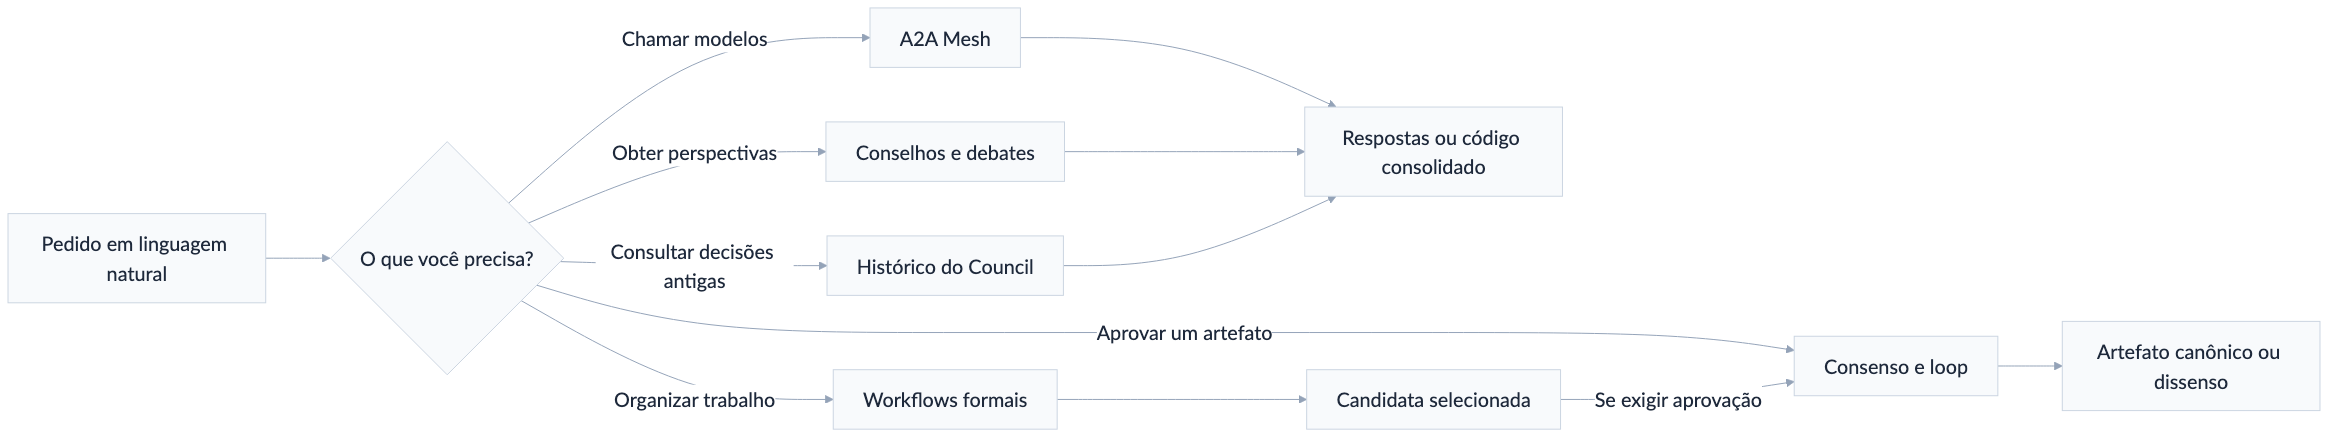 Chamar modelos
A2A Mesh
Obter perspectivas
Conselhos e debates
Respostas ou código
consolidado
Pedido em linguagem
natural
O que você precisa?
Consultar decisões
antigas
Histórico do Council
Aprovar um artefato
Consenso e loop
Artefato canônico ou
dissenso
Organizar trabalho
Workflows formais
Candidata selecionada
Se exigir aprovação